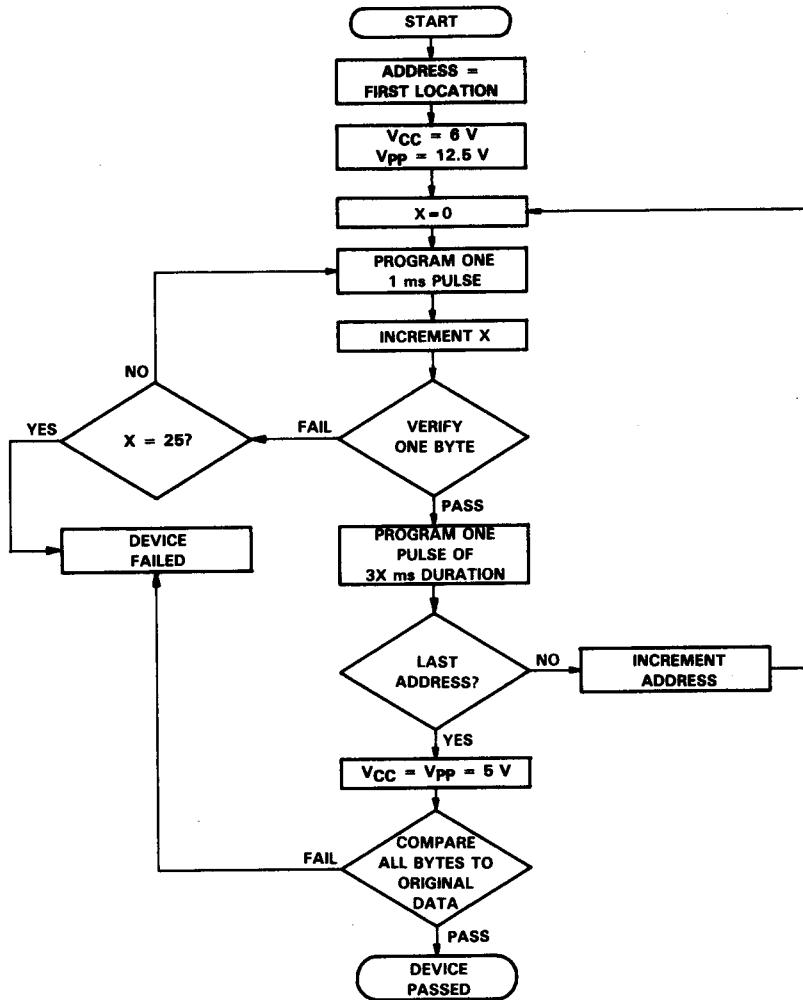 START
ADDRESS =
FIRST LOCATION
VCC = 6 V
VPP = 12.5 V
X=0
PROGRAM ONE
1 ms PULSE
INCREMENT X
NO
YES
X = 25?
FAIL
VERIFY
ONE BYTE
PASS
DEVICE
FAILED
PROGRAM ONE
PULSE OF
3X ms DURATION
LAST
ADDRESS?
NO
INCREMENT
ADDRESS
YES
VCC = VPP = 5 V
FAIL
COMPARE
ALL BYTES TO
ORIGINAL
DATA
PASS
DEVICE
PASSED